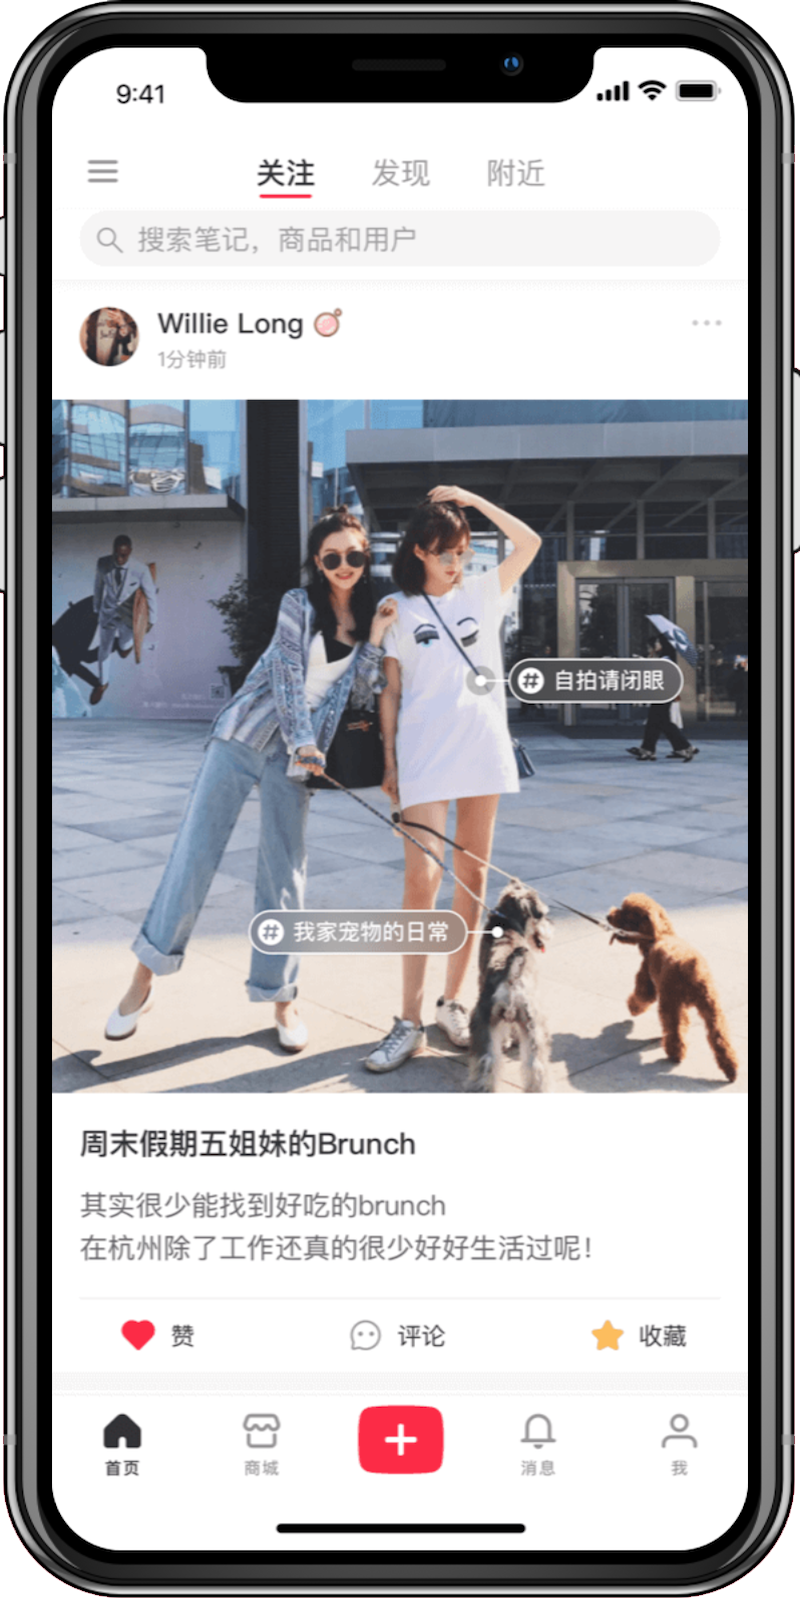 9:41
关注 发现 附近
搜索笔记，商品和用户
Willie Long
1分钟前
# 自拍请闭眼
# 我家宠物的日常
周末假期五姐妹的Brunch
其实很少能找到好吃的brunch
在杭州除了工作还真的很少好好生活过呢！
赞 评论 收藏
首页 商城 消息 我